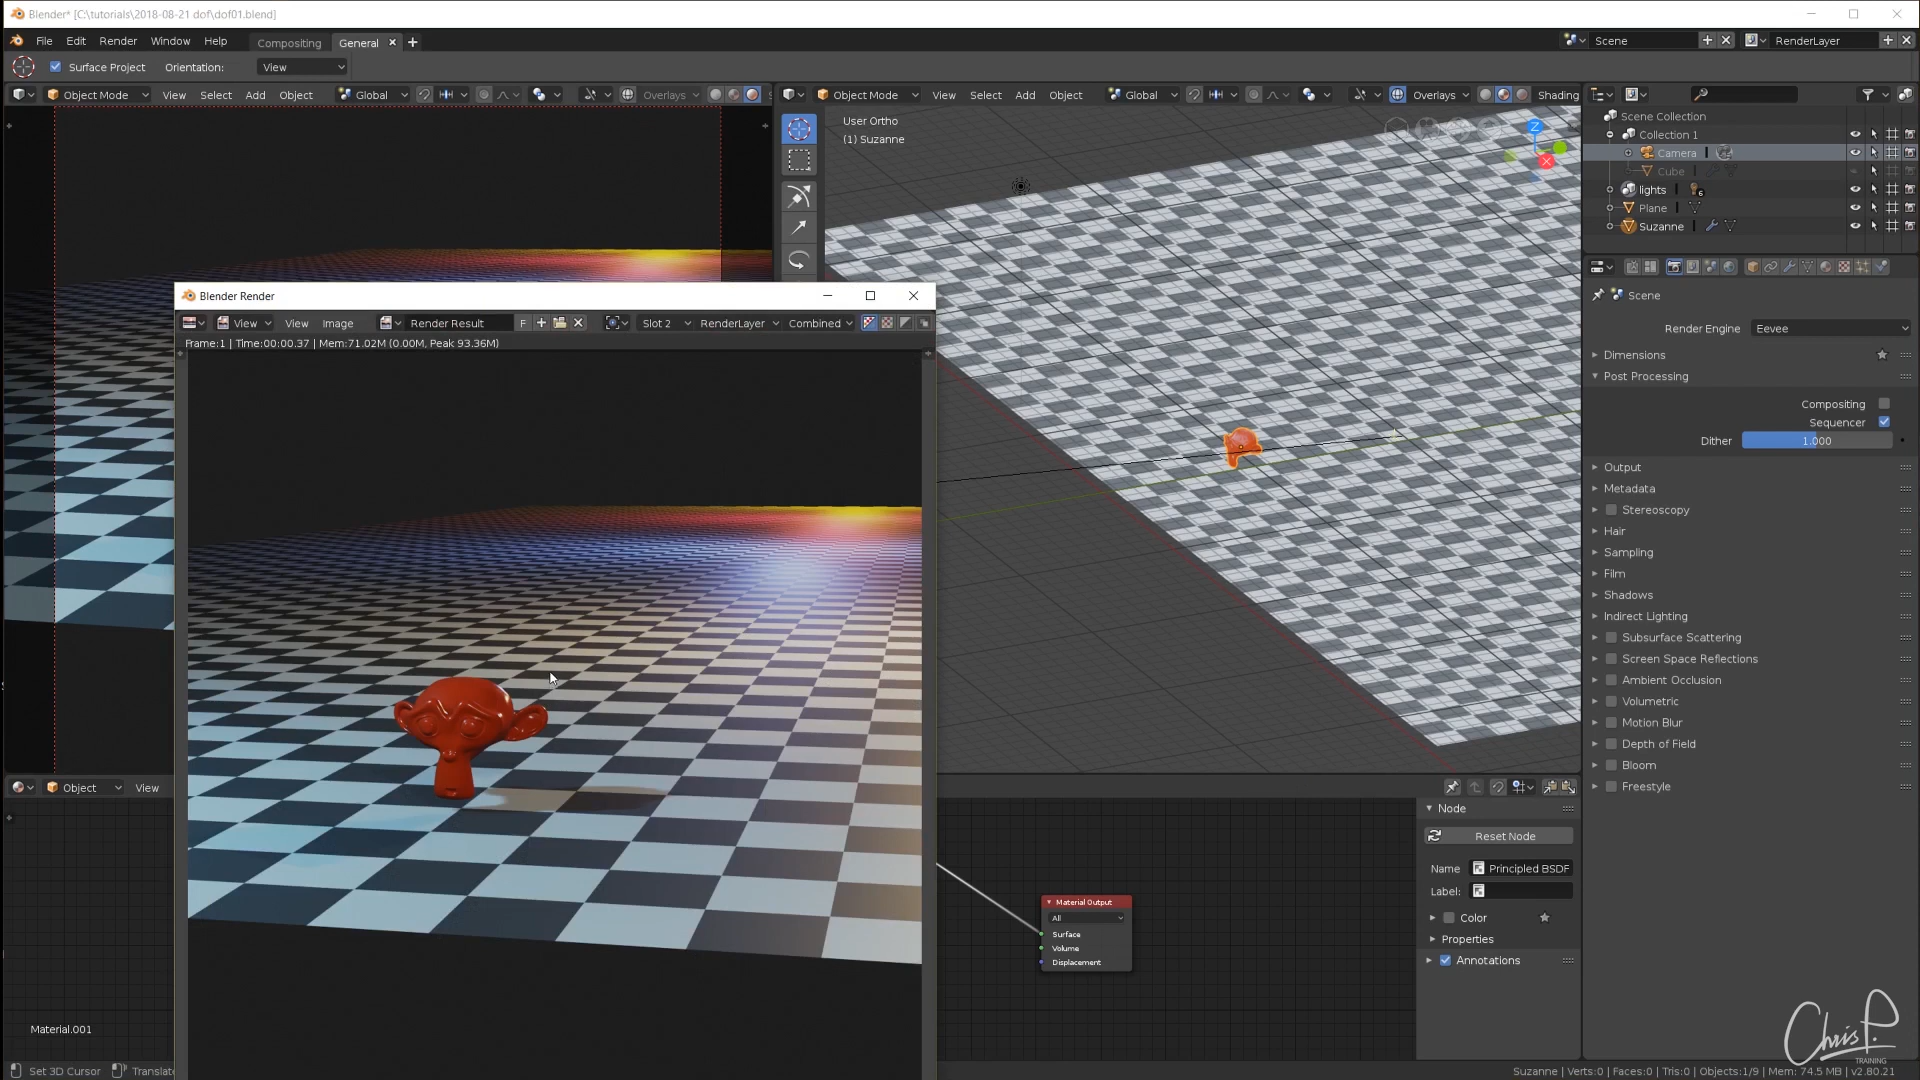 Blender* [C:\tutorials\2018-08-21 dof\dof01.blend]
File Edit Render Window Help Compositing General
Scene RenderLayer
Surface Project Orientation: View
Object Mode View Select Add Object Global Overlays
Object Mode View Select Add Object Global Overlays Shading
User Ortho
(1) Suzanne
Z
Scene Collection
Collection 1
Camera
Cube
lights 6
Plane
Suzanne
Scene
Render Engine Eevee
Dimensions
Post Processing
Compositing
Sequencer
Dither 1.000
Output
Metadata
Stereoscopy
Hair
Sampling
Film
Shadows
Indirect Lighting
Subsurface Scattering
Screen Space Reflections
Ambient Occlusion
Volumetric
Motion Blur
Depth of Field
Bloom
Freestyle
Blender Render
View View Image Render Result F Slot 2 RenderLayer Combined
Frame:1 | Time:00:00.37 | Mem:71.02M (0.00M, Peak 93.36M)
Object View
Material.001
Material Output
All
Surface
Volume
Displacement
Node
Reset Node
Name Principled BSDF
Label:
Color
Properties
Annotations
Chris P.
TRAINING
Set 3D Cursor Translate
Suzanne | Verts:0 | Faces:0 | Tris:0 | Objects:1/9 | Mem: 74.5 MB | v2.80.21